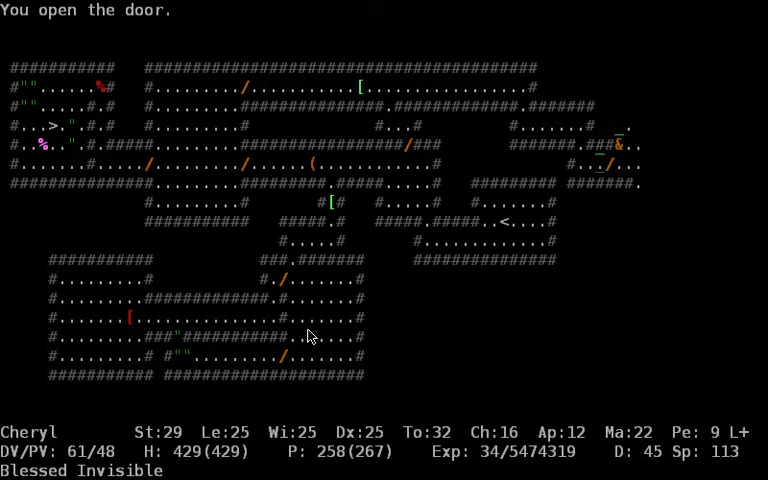 You open the door.
Cheryl St:29 Le:25 Wi:25 Dx:25 To:32 Ch:16 Ap:12 Ma:22 Pe: 9 L+
DV/PV: 61/48 H: 429(429) P: 258(267) Exp: 34/5474319 D: 45 Sp: 113
Blessed Invisible